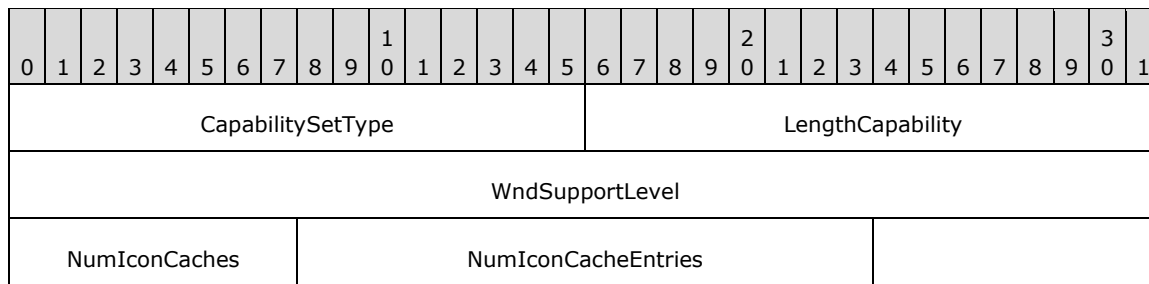 1 2 3
0 1 2 3 4 5 6 7 8 9 0 1 2 3 4 5 6 7 8 9 0 1 2 3 4 5 6 7 8 9 0 1
CapabilitySetType LengthCapability
WndSupportLevel
NumIconCaches NumIconCacheEntries